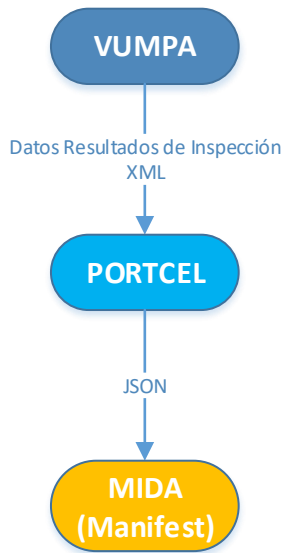 VUMPA
Datos Resultados de Inspección
XML
PORTCEL
JSON
MIDA
(Manifest)